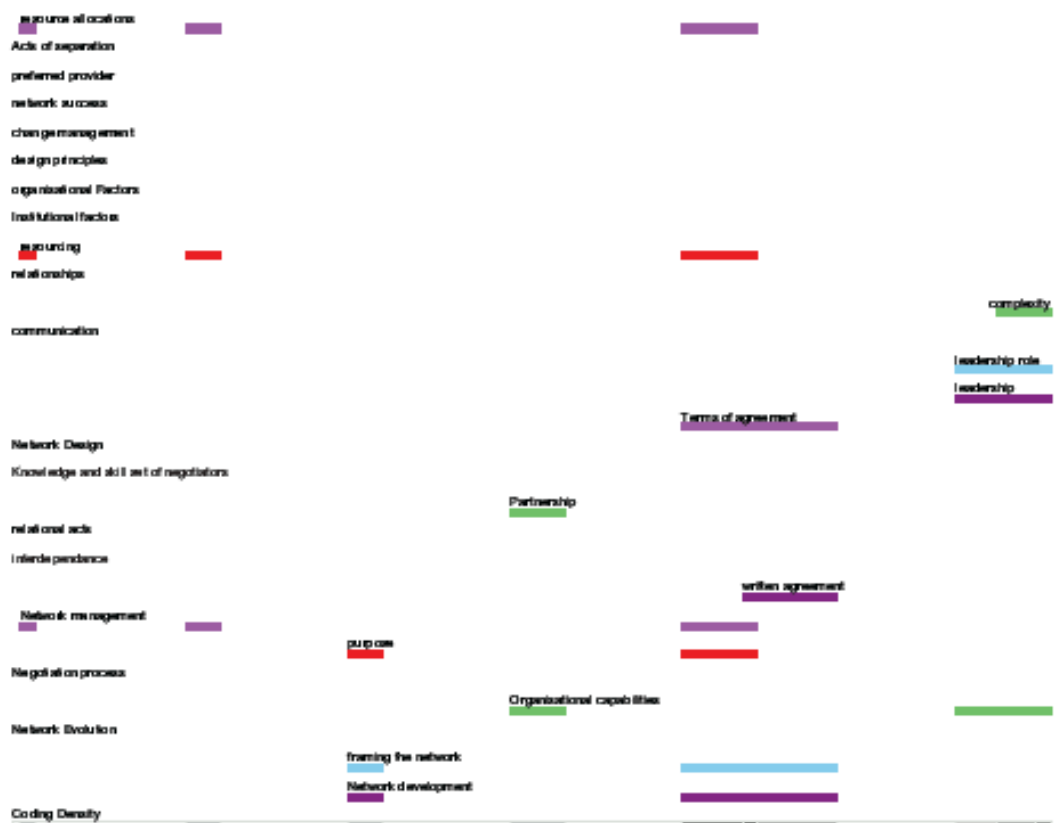 resource allocations
Acts of separation
preferred provider
network success
change management
design principles
organisational Factors
Institutional factors
resourcing
relationships
complexity
communication
leadership role
leadership
Terms of agreement
Network Design
Knowledge and skill set of negotiators
Partnership
relational acts
interdependance
written agreement
Network management
purpose
Negotiation process
Organisational capabilities
Network Evolution
framing the network
Network development
Coding Density